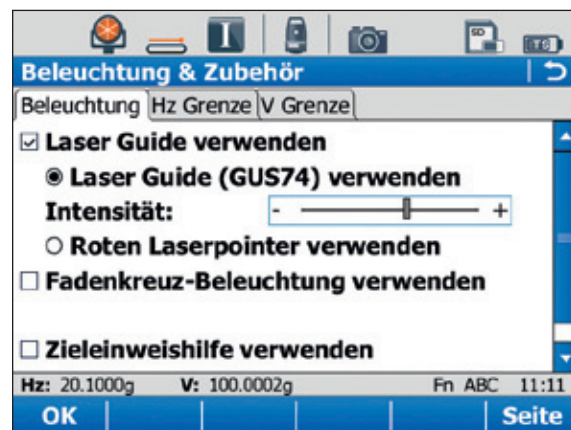 I
SD
Beleuchtung & Zubehör
Beleuchtung Hz Grenze V Grenze
Laser Guide verwenden
Laser Guide (GUS74) verwenden
Intensität: - +
Roten Laserpointer verwenden
Fadenkreuz-Beleuchtung verwenden
Zieleinweishilfe verwenden
Hz: 20.1000g V: 100.0002g Fn ABC 11:11
OK Seite